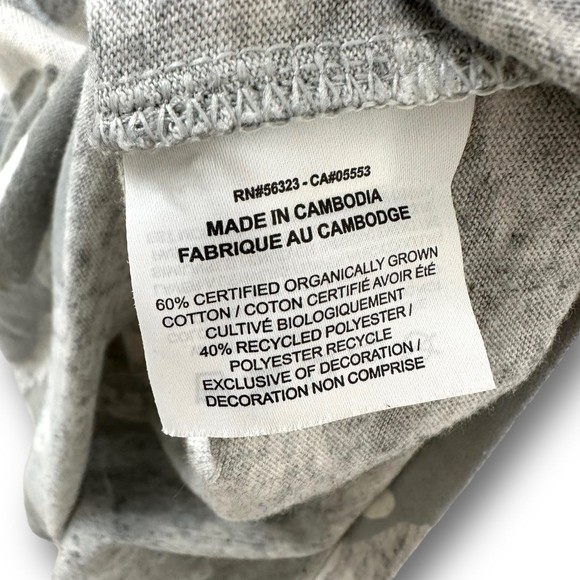 RN#56323 - CA#05553
MADE IN CAMBODIA
FABRIQUE AU CAMBODGE
60% CERTIFIED ORGANICALLY GROWN
COTTON / COTON CERTIFIÉ AVOIR ÉTÉ
CULTIVÉ BIOLOGIQUEMENT
40% RECYCLED POLYESTER /
POLYESTER RECYCLE
EXCLUSIVE OF DECORATION /
DECORATION NON COMPRISE